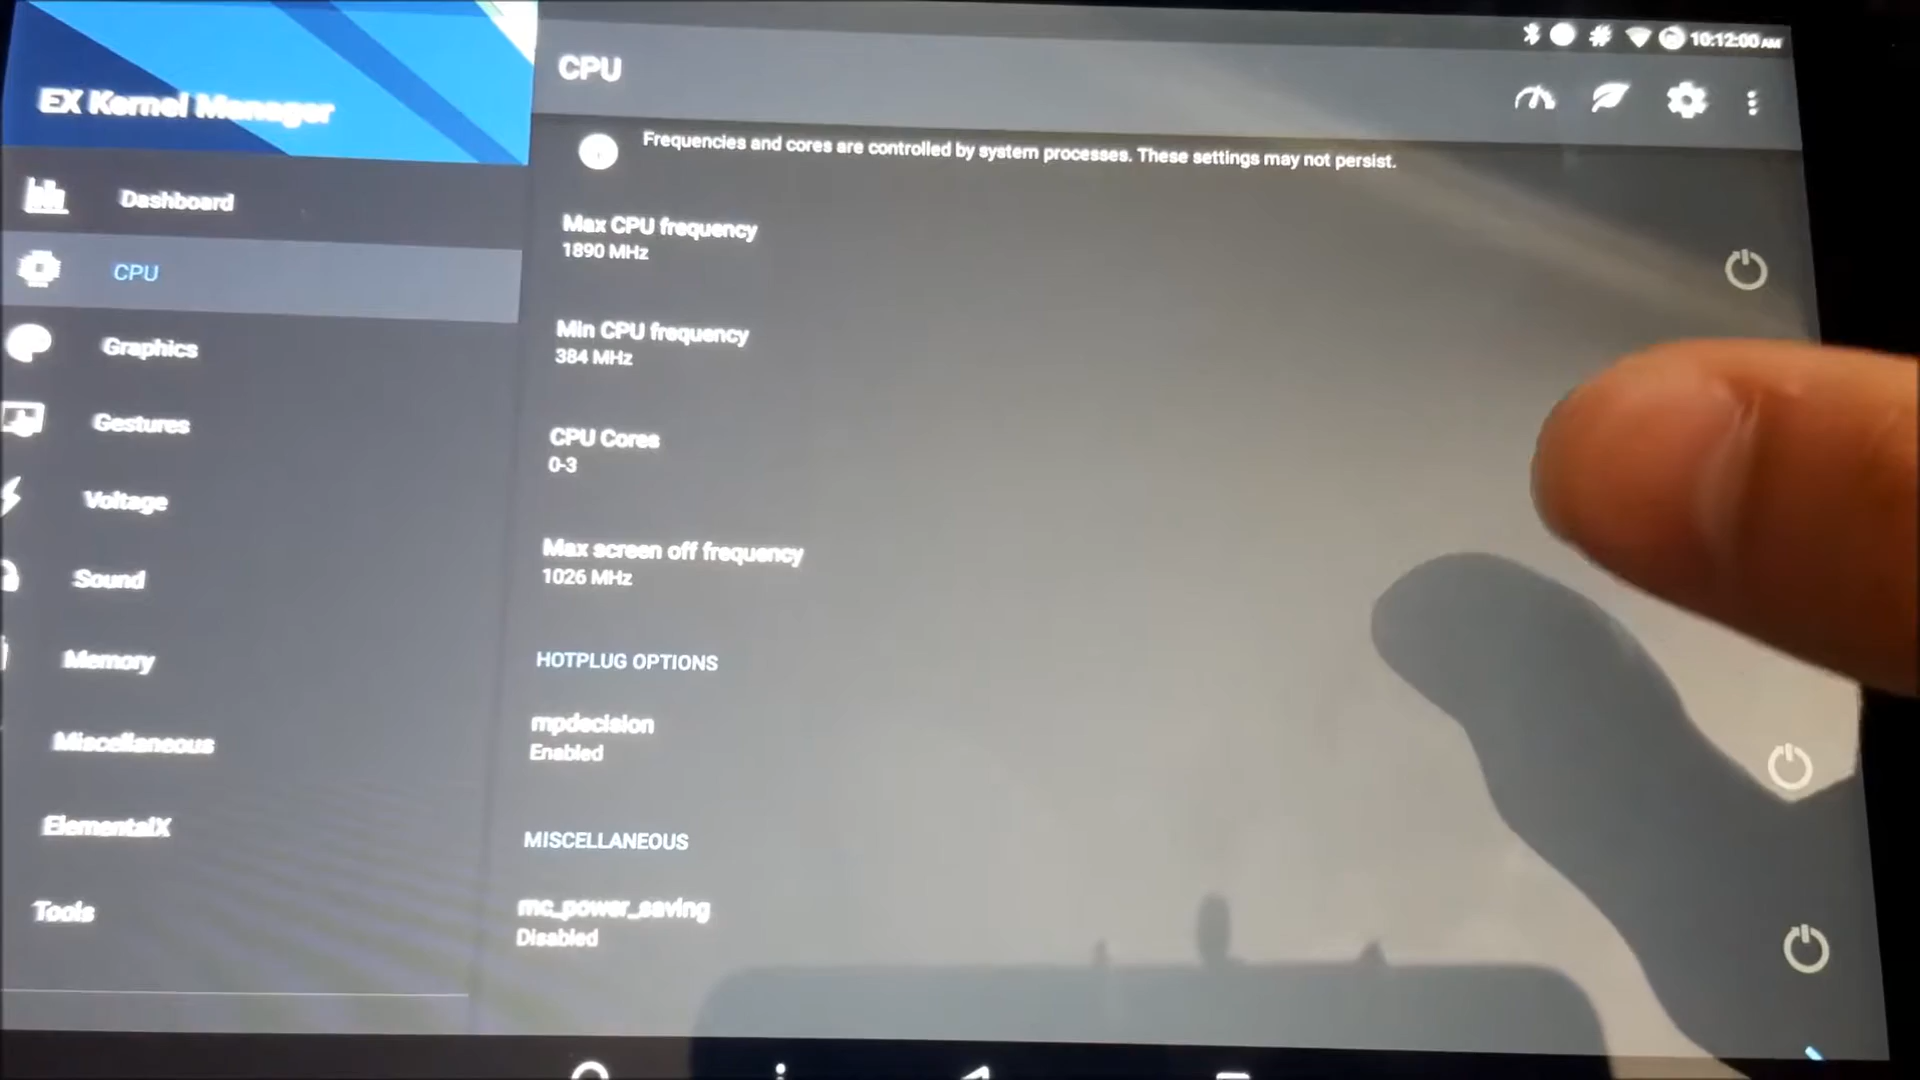 10:12:00 AM
EX Kernel Manager
CPU
Dashboard
CPU
Graphics
Gestures
Voltage
Sound
Memory
Miscellaneous
ElementalX
Tools
Frequencies and cores are controlled by system processes. These settings may not persist.
Max CPU frequency
1890 MHz
Min CPU frequency
384 MHz
CPU Cores
0-3
Max screen off frequency
1026 MHz
HOTPLUG OPTIONS
mpdecision
Enabled
MISCELLANEOUS
mc_power_saving
Disabled